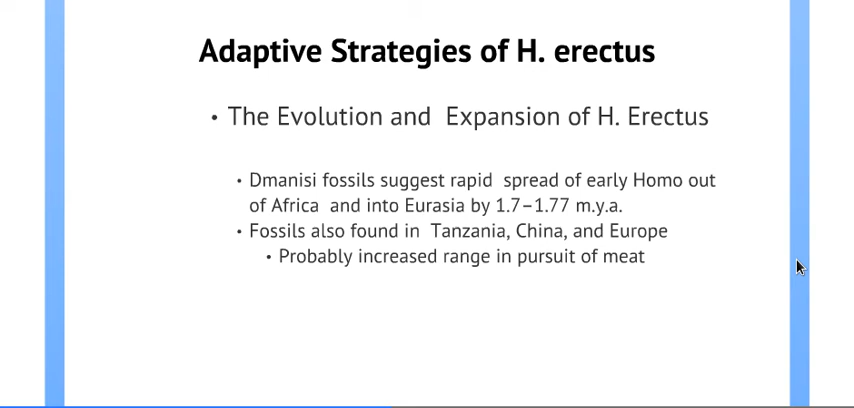 Adaptive Strategies of H. erectus
• The Evolution and Expansion of H. Erectus
• Dmanisi fossils suggest rapid spread of early Homo out
of Africa and into Eurasia by 1.7–1.77 m.y.a.
• Fossils also found in Tanzania, China, and Europe
• Probably increased range in pursuit of meat